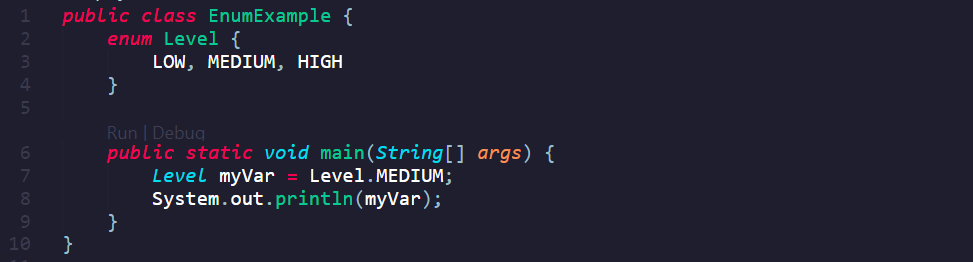 1 public class EnumExample {
2 enum Level {
3 LOW, MEDIUM, HIGH
4 }
5
Run | Debug
6 public static void main(String[] args) {
7 Level myVar = Level.MEDIUM;
8 System.out.println(myVar);
9 }
10 }